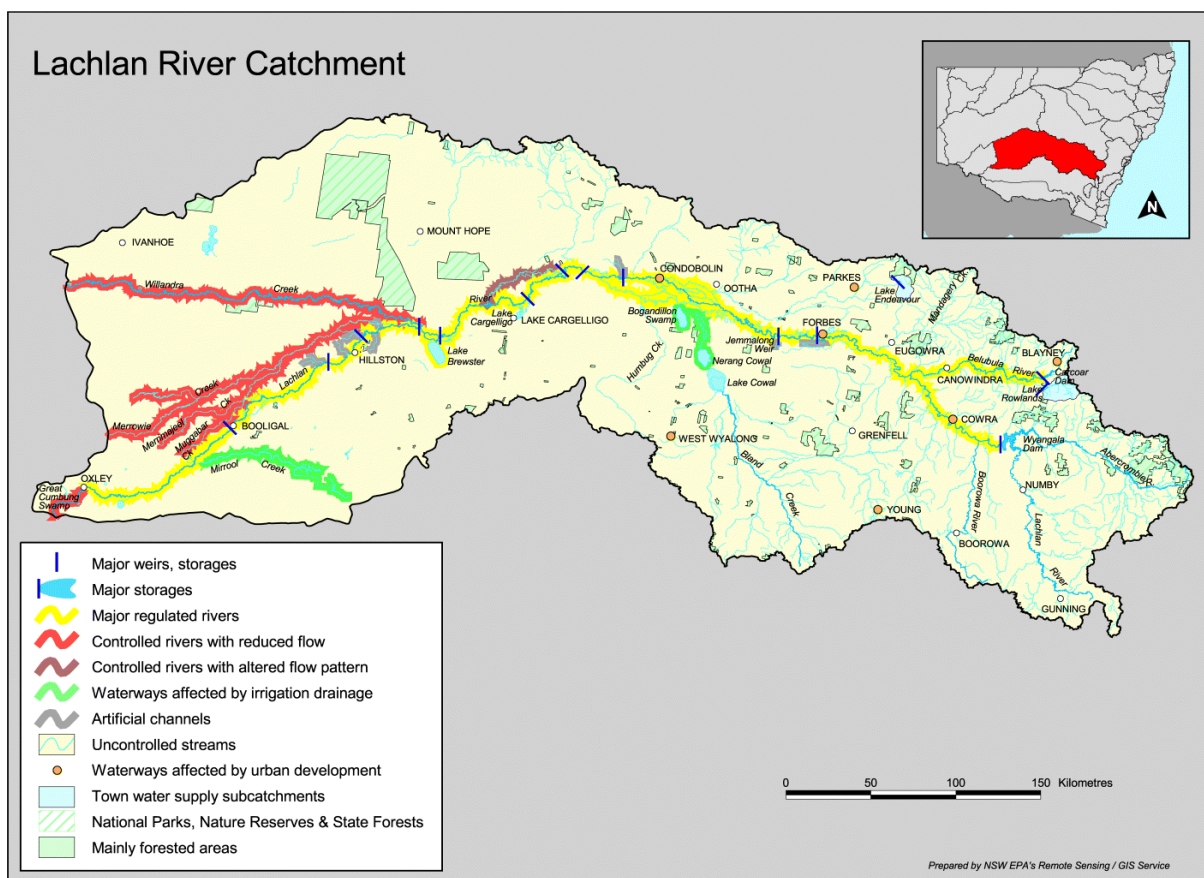 Lachlan River Catchment
N
IVANHOE
MOUNT HOPE
Willandra
Creek
CONDOBOLIN
OOTHA
PARKES
Lake
Endeavour
Mandagery Ck
River
Lake
Cargelligo
LAKE CARGELLIGO
Bogandillon
Swamp
FORBES
Jemmalong
Weir
EUGOWRA
BLAYNEY
Belubula
River
Carcoar
Dam
CANOWINDRA
Lake
Rowlands
HILLSTON
Lake
Brewster
Lachlan
Humbug Ck.
Nerang Cowal
Lake Cowal
Creek
Merrowie
Merrimajeel
Ck
Muggabar
Ck
BOOLIGAL
COWRA
WEST WYALONG
GRENFELL
Wyangala
Dam
Abercrombie R.
Mirrool
Creek
OXLEY
Great
Cumbung
Swamp
Bland
Creek
NUMBY
Boorowa River
YOUNG
BOOROWA
Lachlan
River
GUNNING
Major weirs, storages
Major storages
Major regulated rivers
Controlled rivers with reduced flow
Controlled rivers with altered flow pattern
Waterways affected by irrigation drainage
Artificial channels
Uncontrolled streams
Waterways affected by urban development
Town water supply subcatchments
National Parks, Nature Reserves & State Forests
Mainly forested areas
0 50 100 150 Kilometres
Prepared by NSW EPA's Remote Sensing / GIS Service